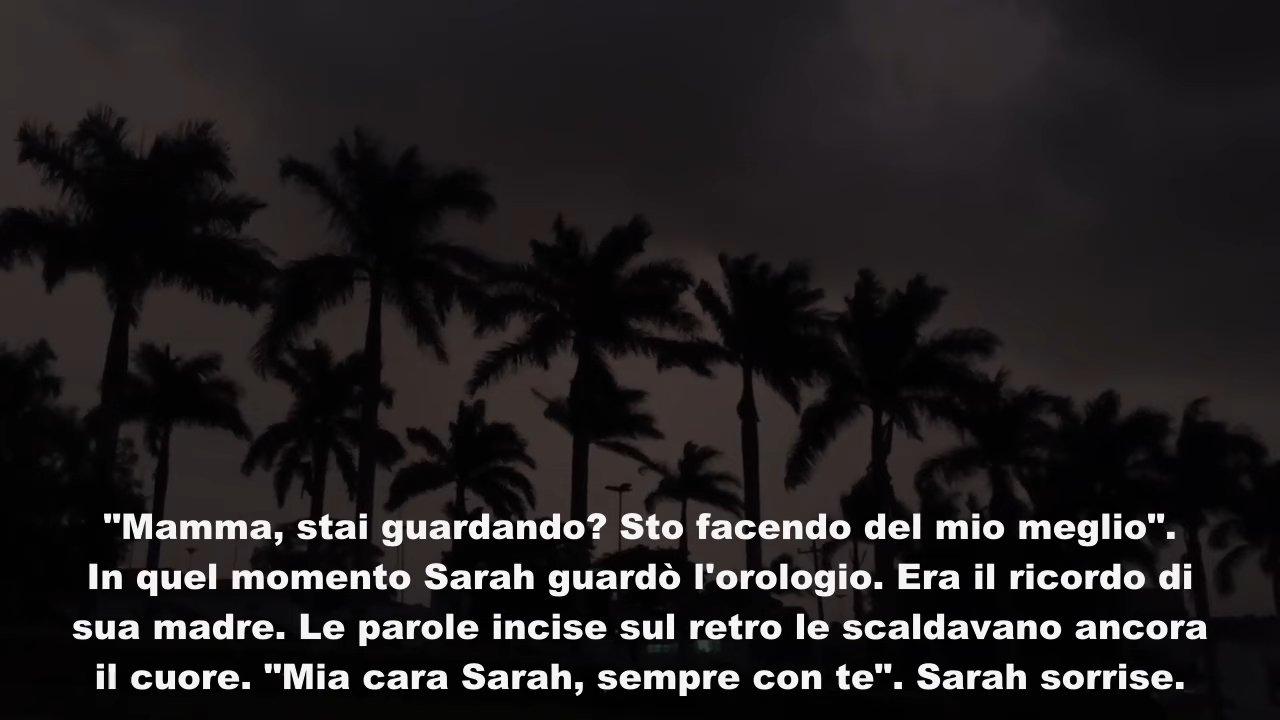 "Mamma, stai guardando? Sto facendo del mio meglio".
In quel momento Sarah guardò l'orologio. Era il ricordo di
sua madre. Le parole incise sul retro le scaldavano ancora
il cuore. "Mia cara Sarah, sempre con te". Sarah sorrise.